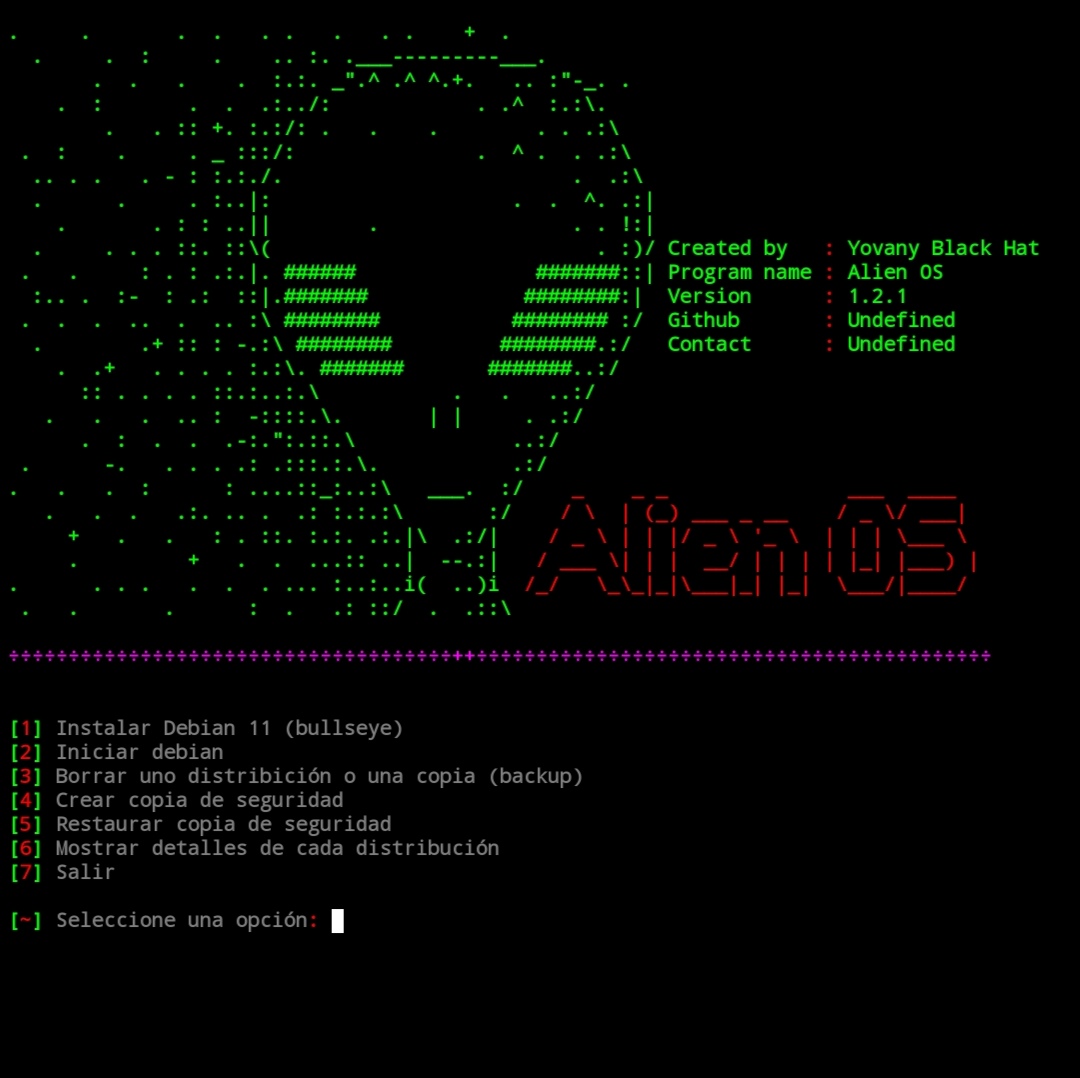 Created by : Yovany Black Hat
Program name : Alien OS
Version : 1.2.1
Github : Undefined
Contact : Undefined
Alien OS
[1] Instalar Debian 11 (bullseye)
[2] Iniciar debian
[3] Borrar uno distribición o una copia (backup)
[4] Crear copia de seguridad
[5] Restaurar copia de seguridad
[6] Mostrar detalles de cada distribución
[7] Salir
[~] Seleccione una opción: